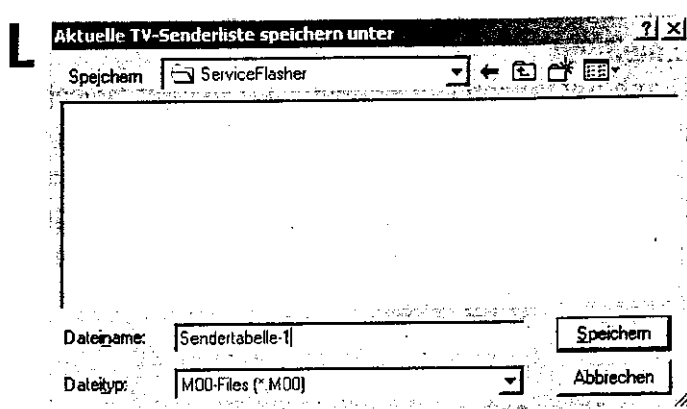 L
Aktuelle TV-Senderliste speichern unter
Speichern ServiceFlasher
Dateiname: Sendertabelle-1 Speichern
Dateityp: M00-Files (*.M00) Abbrechen